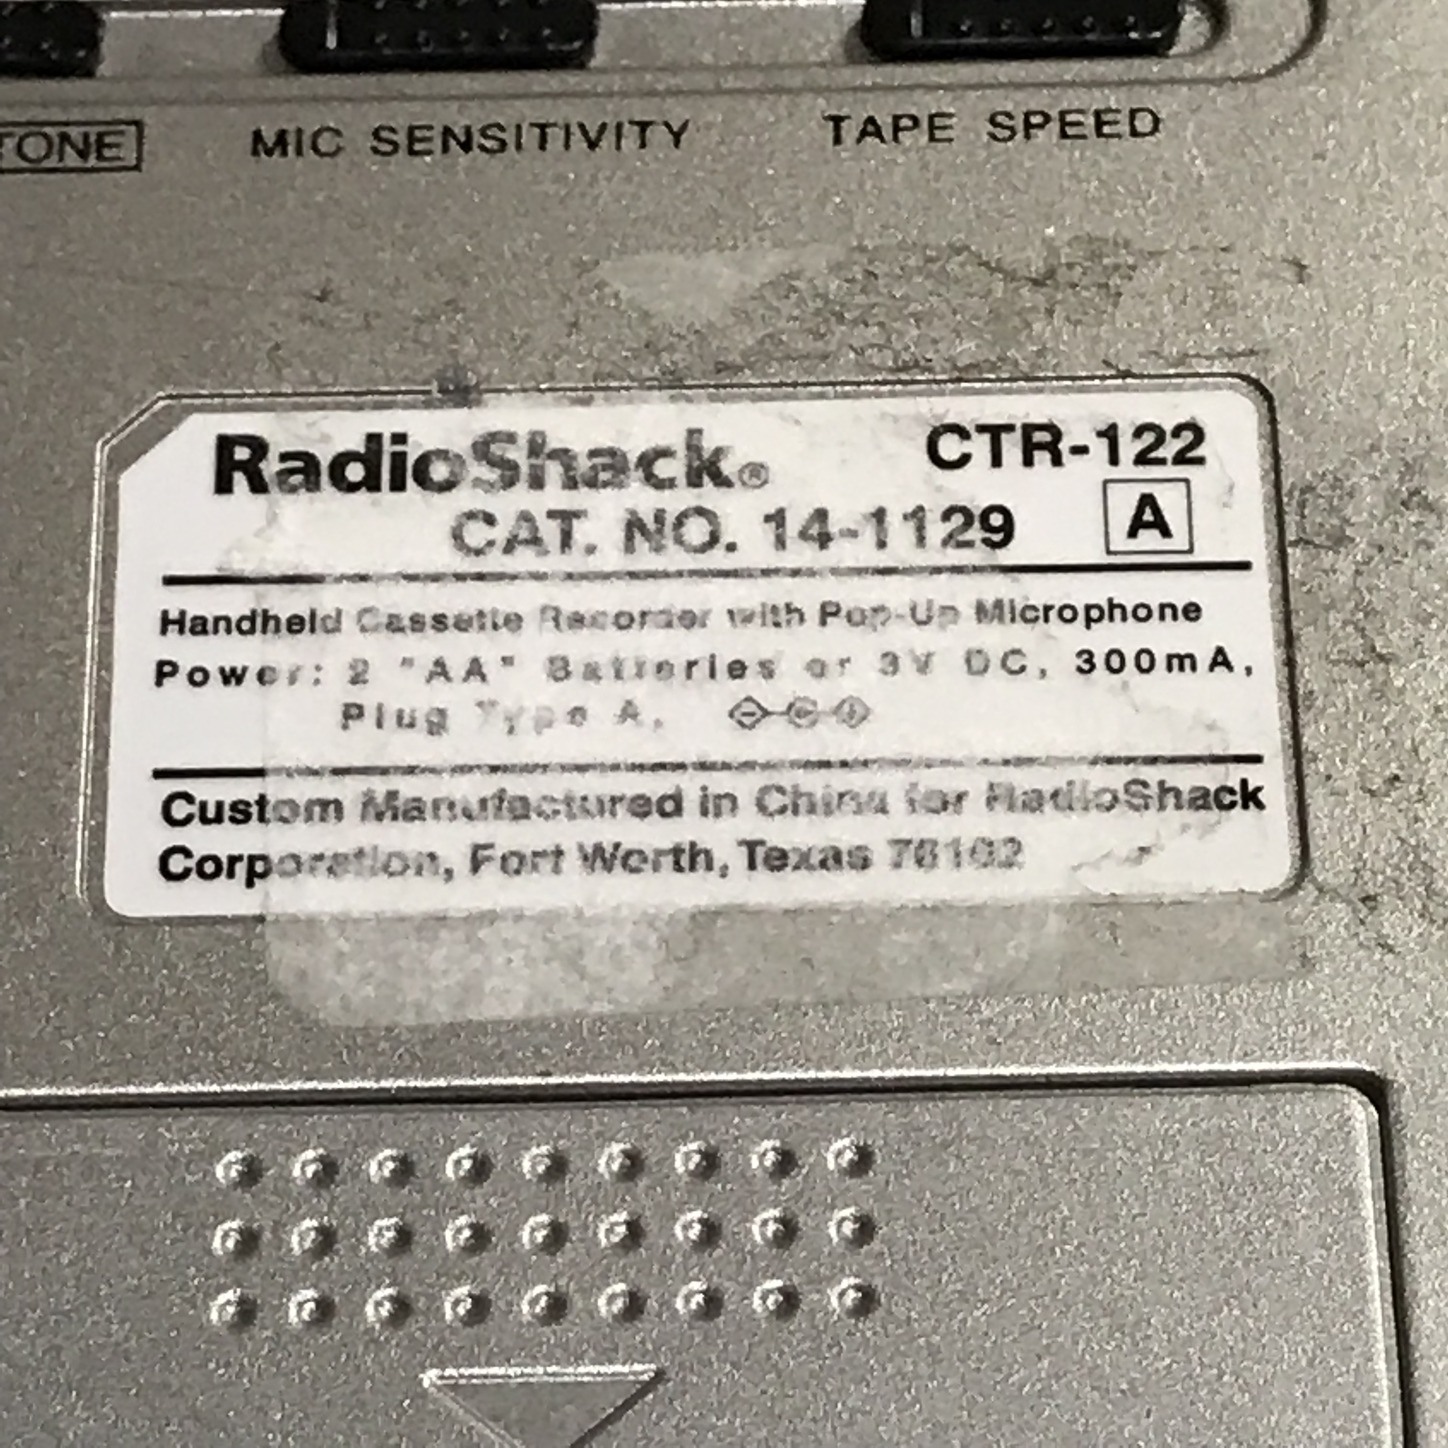 TONE
MIC SENSITIVITY
TAPE SPEED
RadioShack®
CTR-122
CAT. NO. 14-1129
A
Handheld Cassette Recorder with Pop-Up Microphone
Power: 2 "AA" Batteries or 3V DC, 300mA,
Plug Type A,
Custom Manufactured in China for RadioShack
Corporation, Fort Worth, Texas 76102